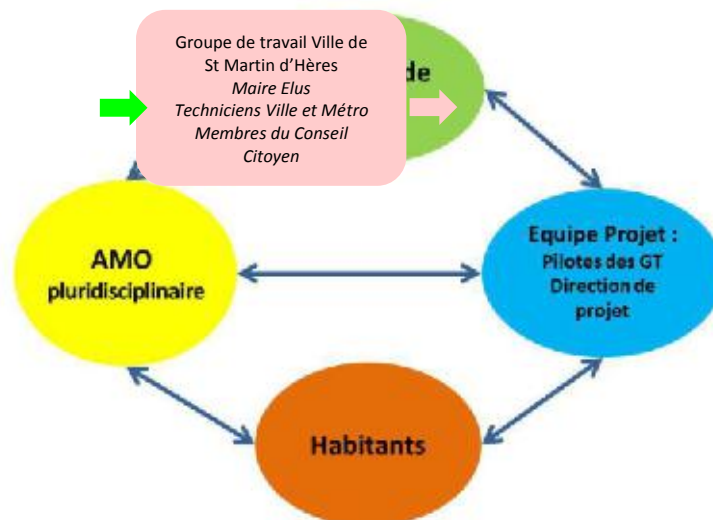 Groupe de travail Ville de
St Martin d'Hères
Maire Elus
de
Techniciens Ville et Métro
Membres du Conseil
Citoyen
AMO
pluridisciplinaire
Equipe Projet :
Pilotes des GT
Direction de
projet
Habitants